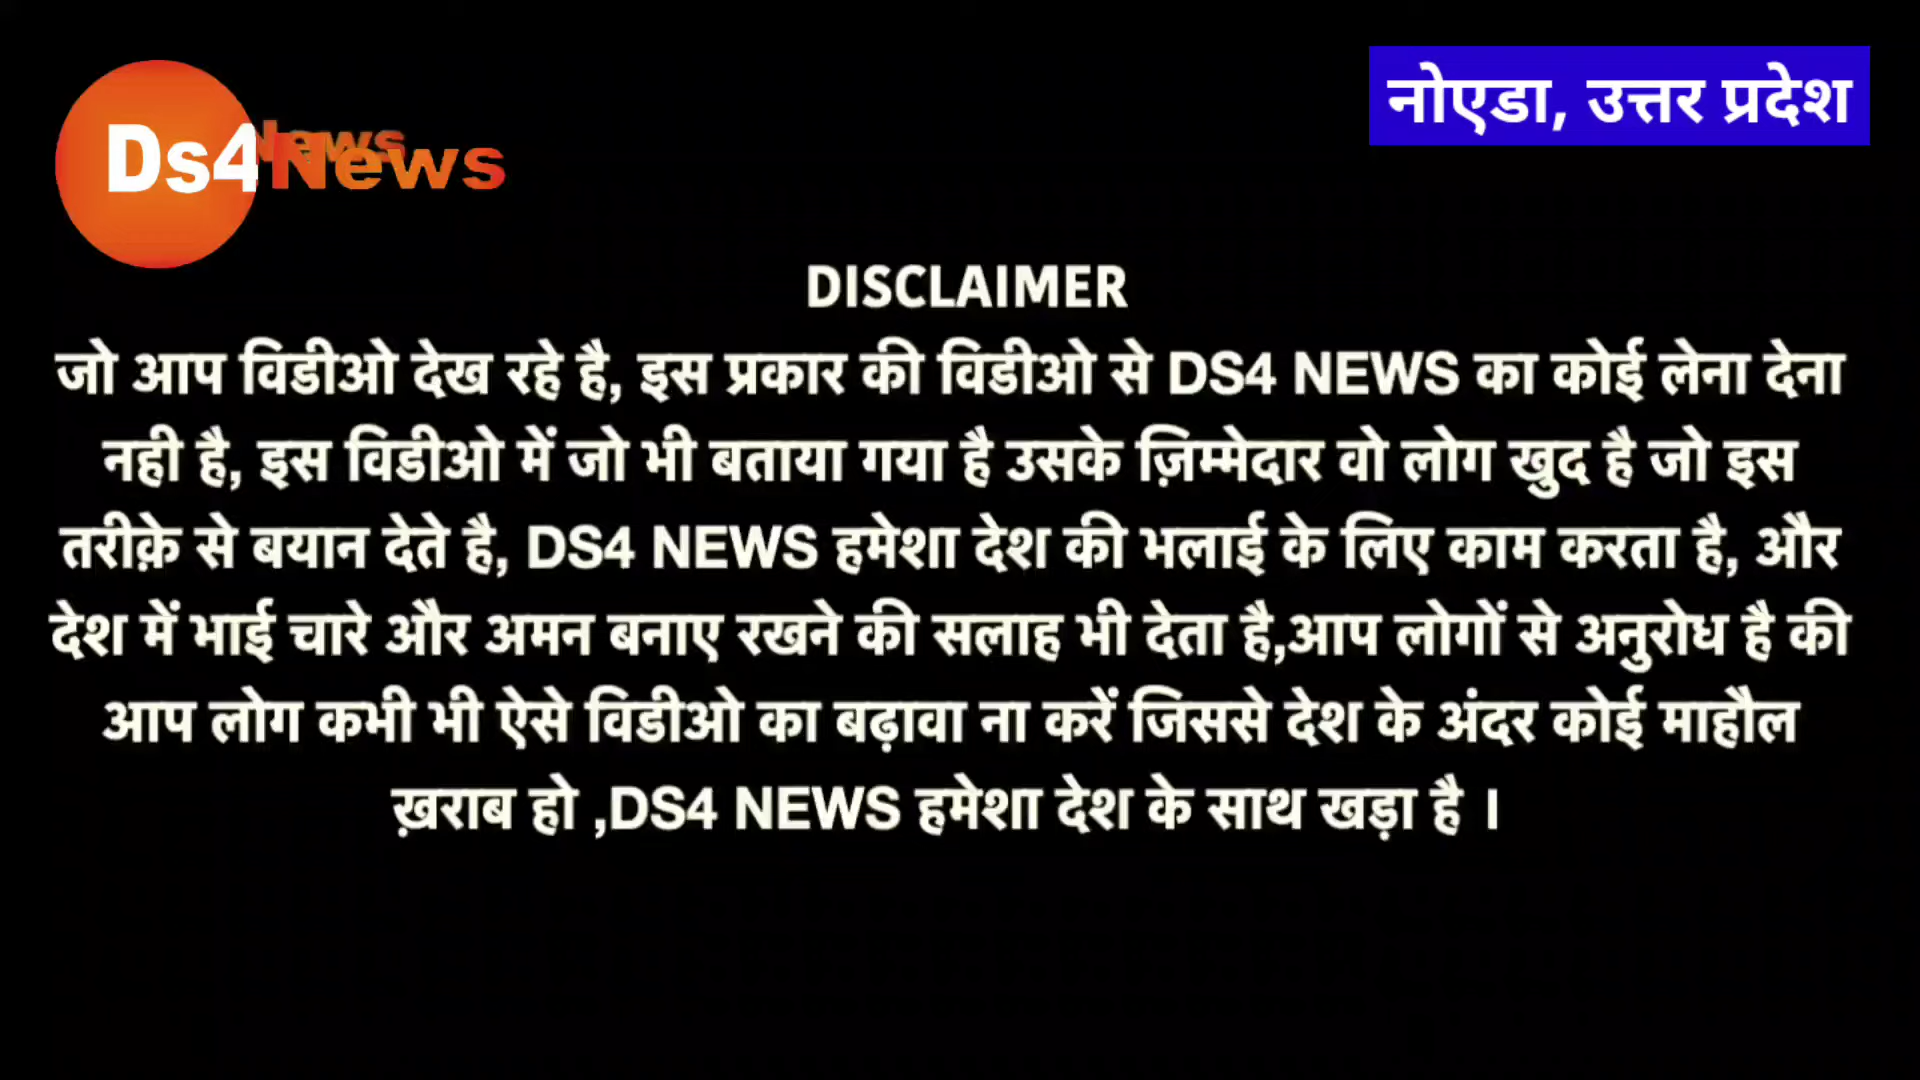 Ds4News
News
नोएडा, उत्तर प्रदेश
DISCLAIMER
जो आप विडीओ देख रहे है, इस प्रकार की विडीओ से DS4 NEWS का कोई लेना देना
नही है, इस विडीओ में जो भी बताया गया है उसके ज़िम्मेदार वो लोग खुद है जो इस
तरीक़े से बयान देते है, DS4 NEWS हमेशा देश की भलाई के लिए काम करता है, और
देश में भाई चारे और अमन बनाए रखने की सलाह भी देता है,आप लोगों से अनुरोध है की
आप लोग कभी भी ऐसे विडीओ का बढ़ावा ना करें जिससे देश के अंदर कोई माहौल
ख़राब हो ,DS4 NEWS हमेशा देश के साथ खड़ा है ।